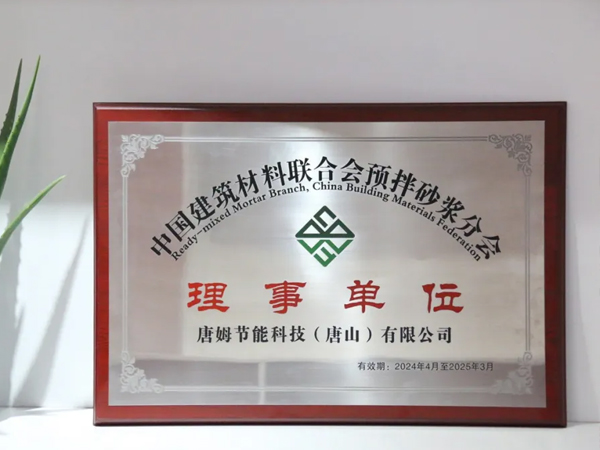 中国建筑材料联合会预拌砂浆分会
Ready-mixed Mortar Branch, China Building Materials Federation
理事单位
唐姆节能科技（唐山）有限公司
有效期：2024年4月至2025年3月